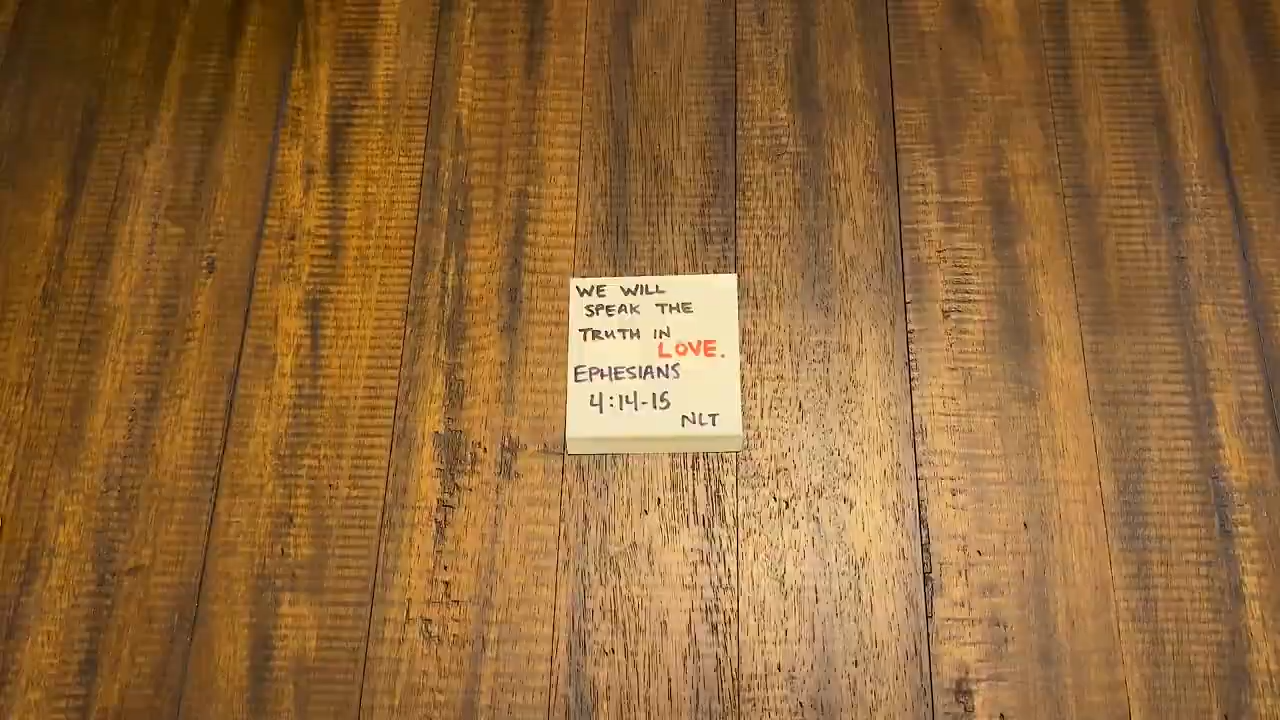 WE WILL
SPEAK THE
TRUTH IN
LOVE.
EPHESIANS
4:14-15
NLT